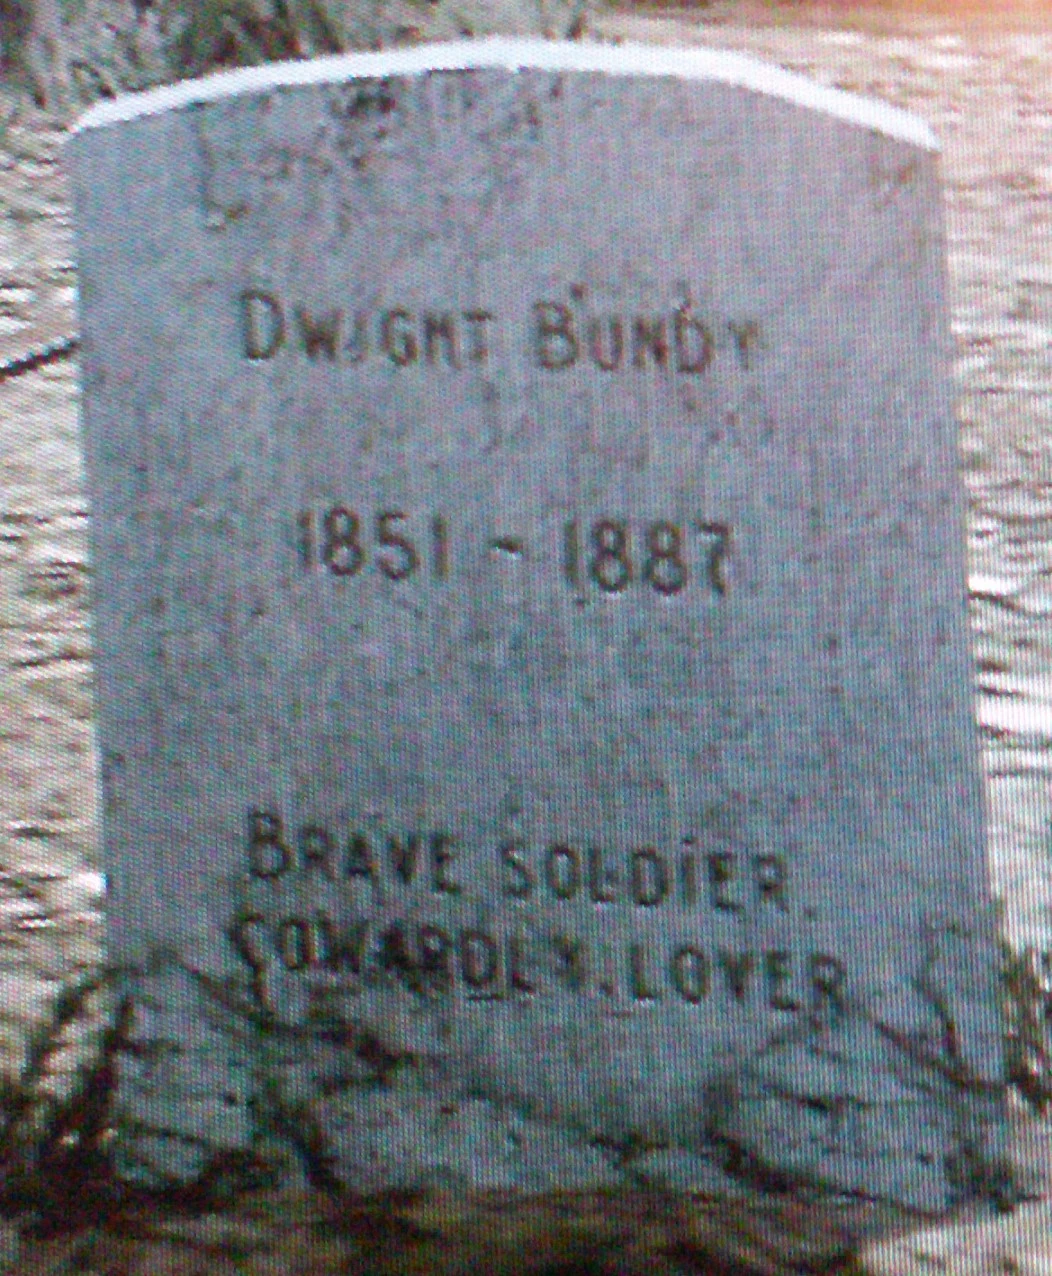 DWIGHT BUNDY
1851 - 1887
BRAVE SOLDIER.
COWARDLY LOVER